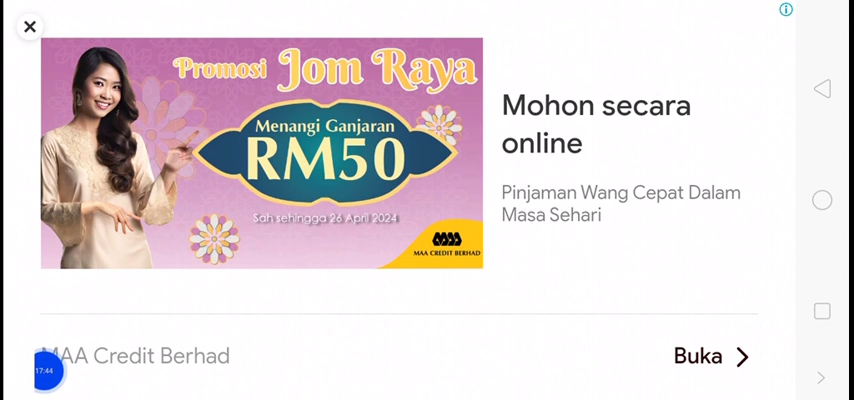 Promosi Jom Raya
Menangi Ganjaran
RM50
Sah sehingga 26 April 2024
MAA CREDIT BERHAD
Mohon secara
online
Pinjaman Wang Cepat Dalam
Masa Sehari
MAA Credit Berhad
Buka
17:44